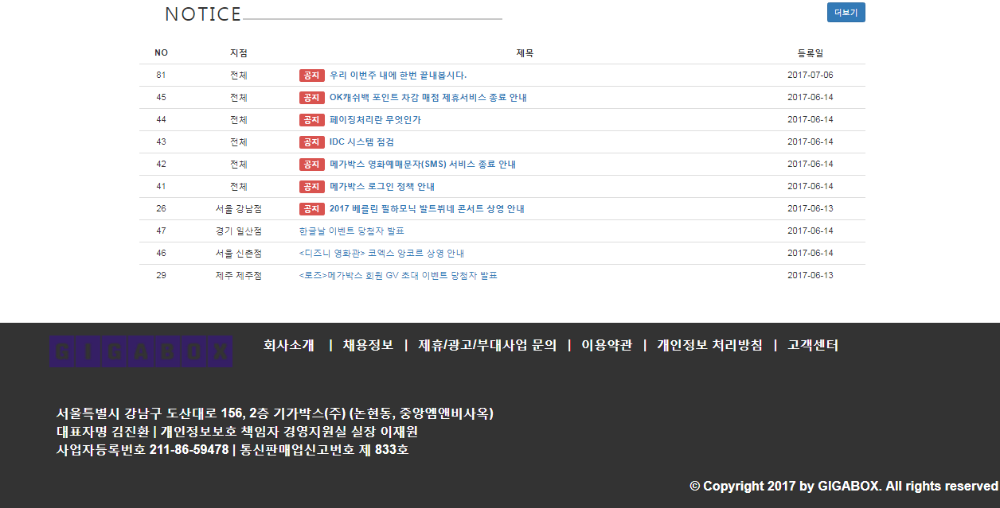 NOTICE 더보기
NO 지점 제목 등록일
81 전체 공지 우리 이번주 내에 한번 끝내봅시다. 2017-07-06
45 전체 공지 OK캐쉬백 포인트 차감 매점 제휴서비스 종료 안내 2017-06-14
44 전체 공지 페이징처리란 무엇인가 2017-06-14
43 전체 공지 IDC 시스템 점검 2017-06-14
42 전체 공지 메가박스 영화예매문자(SMS) 서비스 종료 안내 2017-06-14
41 전체 공지 메가박스 로그인 정책 안내 2017-06-14
26 서울 강남점 공지 2017 베를린 필하모닉 발트뷔네 콘서트 상영 안내 2017-06-13
47 경기 일산점 한글날 이벤트 당첨자 발표 2017-06-14
46 서울 신촌점 <디즈니 영화관> 코엑스 앙코르 상영 안내 2017-06-14
29 제주 제주점 <로즈>메가박스 회원 GV 초대 이벤트 당첨자 발표 2017-06-13
GIGABOX 회사소개 | 채용정보 | 제휴/광고/부대사업 문의 | 이용약관 | 개인정보 처리방침 | 고객센터
서울특별시 강남구 도산대로 156, 2층 기가박스(주) (논현동, 중앙엠앤비사옥)
대표자명 김진환 | 개인정보보호 책임자 경영지원실 실장 이재원
사업자등록번호 211-86-59478 | 통신판매업신고번호 제 833호
© Copyright 2017 by GIGABOX. All rights reserved